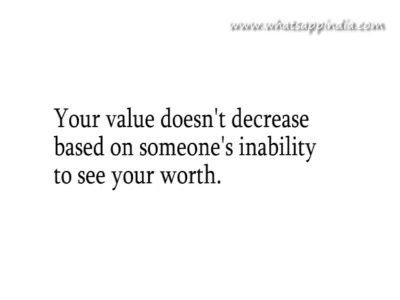 www.whatsappindia.com
Your value doesn't decrease
based on someone's inability
to see your worth.